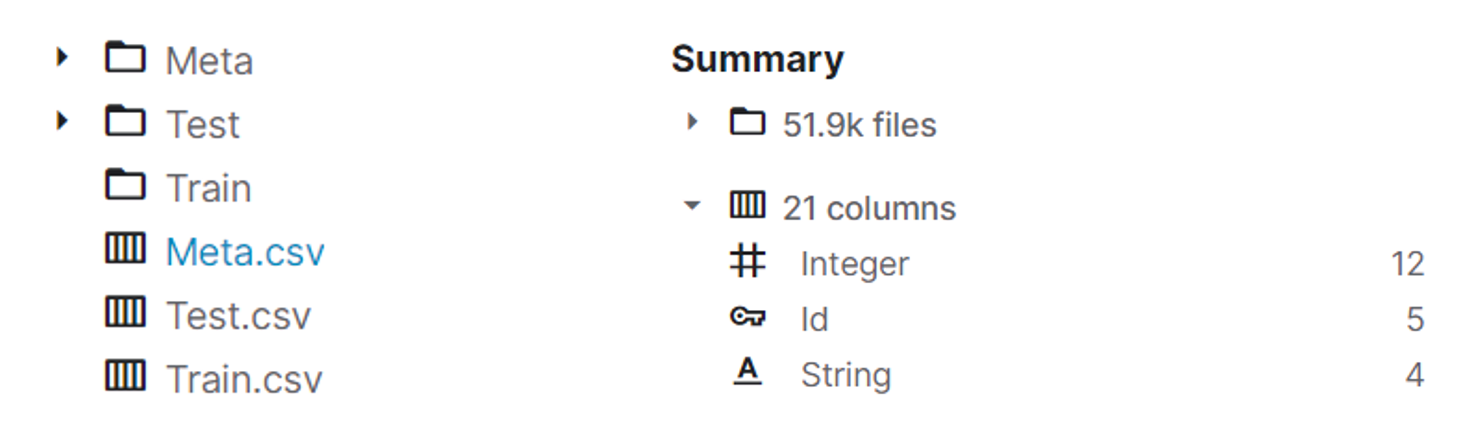 Meta
Test
Train
Meta.csv
Test.csv
Train.csv
Summary
51.9k files
21 columns
Integer 12
Id 5
String 4